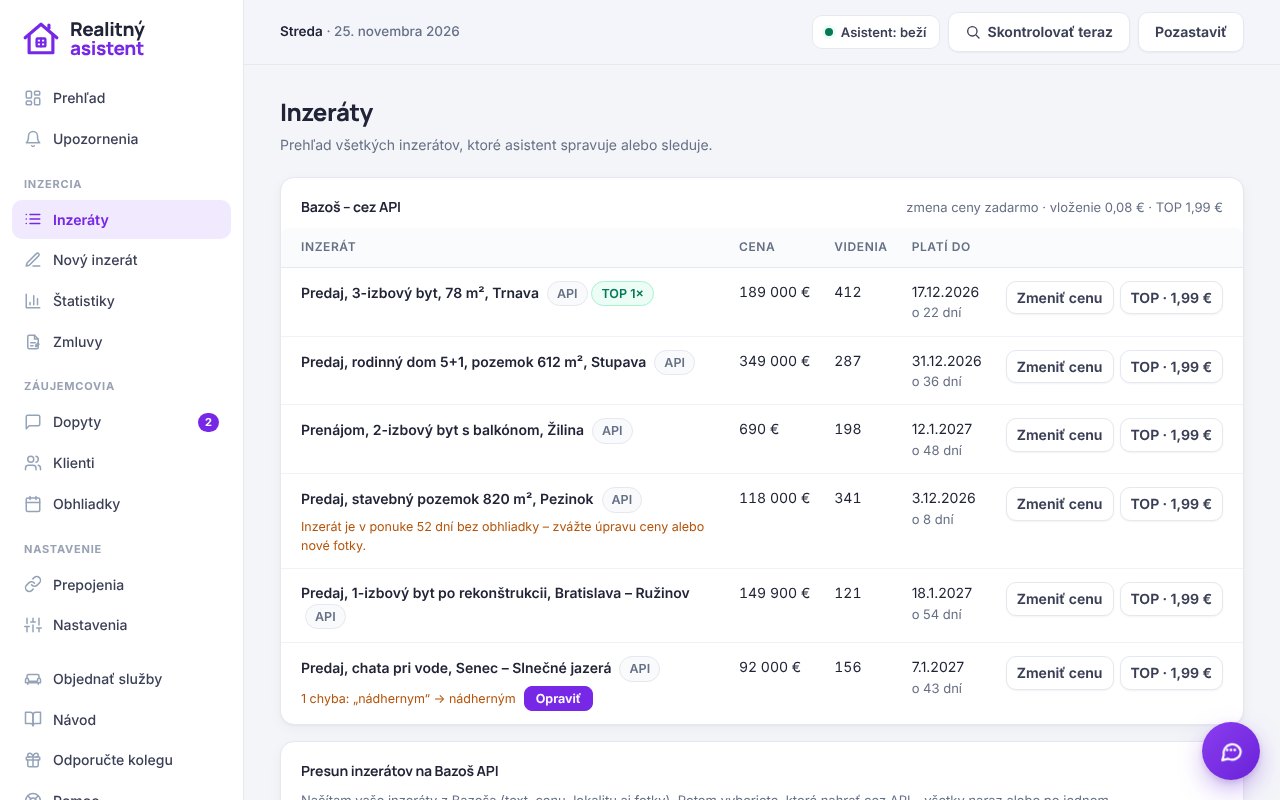 Realitný
asistent
Prehľad
Upozornenia
INZERCIA
Inzeráty
Nový inzerát
Štatistiky
Zmluvy
ZÁUJEMCOVIA
Dopyty 2
Klienti
Obhliadky
NASTAVENIE
Prepojenia
Nastavenia
Objednať služby
Návod
Odporučte kolegu
Streda · 25. novembra 2026
Asistent: beží
Skontrolovať teraz
Pozastaviť
Inzeráty
Prehľad všetkých inzerátov, ktoré asistent spravuje alebo sleduje.
Bazoš – cez API
zmena ceny zadarmo · vloženie 0,08 € · TOP 1,99 €
INZERÁT CENA VIDENIA PLATÍ DO
Predaj, 3-izbový byt, 78 m², Trnava API TOP 1× 189 000 € 412 17.12.2026 Zmeniť cenu TOP · 1,99 €
o 22 dní
Predaj, rodinný dom 5+1, pozemok 612 m², Stupava API 349 000 € 287 31.12.2026 Zmeniť cenu TOP · 1,99 €
o 36 dní
Prenájom, 2-izbový byt s balkónom, Žilina API 690 € 198 12.1.2027 Zmeniť cenu TOP · 1,99 €
o 48 dní
Predaj, stavebný pozemok 820 m², Pezinok API 118 000 € 341 3.12.2026 Zmeniť cenu TOP · 1,99 €
o 8 dní
Inzerát je v ponuke 52 dní bez obhliadky – zvážte úpravu ceny alebo
nové fotky.
Predaj, 1-izbový byt po rekonštrukcii, Bratislava – Ružinov 149 900 € 121 18.1.2027 Zmeniť cenu TOP · 1,99 €
API o 54 dní
Predaj, chata pri vode, Senec – Slnečné jazerá API 92 000 € 156 7.1.2027 Zmeniť cenu TOP · 1,99 €
o 43 dní
1 chyba: „nádhernym" → nádherným Opraviť
Presun inzerátov na Bazoš API